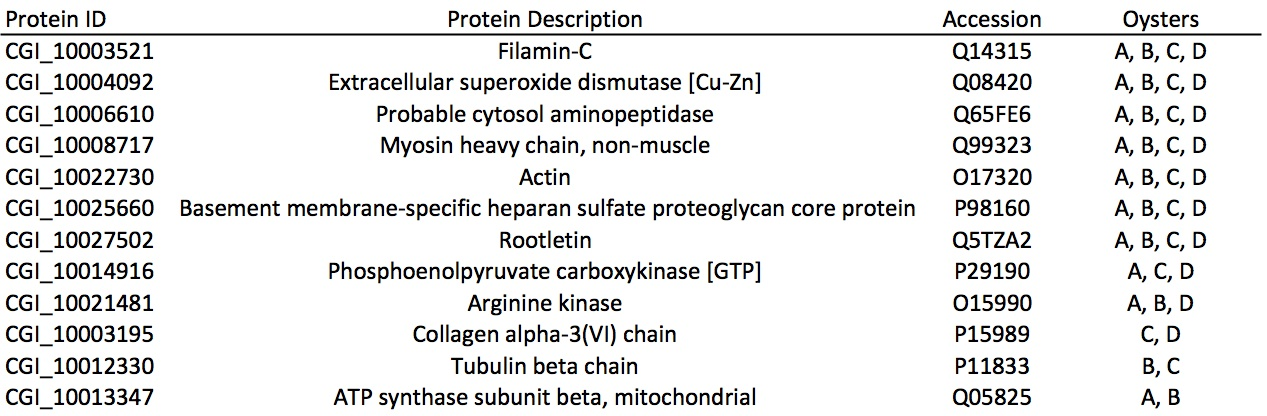 Protein ID Protein Description Accession Oysters
CGI_10003521 Filamin-C Q14315 A, B, C, D
CGI_10004092 Extracellular superoxide dismutase [Cu-Zn] Q08420 A, B, C, D
CGI_10006610 Probable cytosol aminopeptidase Q65FE6 A, B, C, D
CGI_10008717 Myosin heavy chain, non-muscle Q99323 A, B, C, D
CGI_10022730 Actin O17320 A, B, C, D
CGI_10025660 Basement membrane-specific heparan sulfate proteoglycan core protein P98160 A, B, C, D
CGI_10027502 Rootletin Q5TZA2 A, B, C, D
CGI_10014916 Phosphoenolpyruvate carboxykinase [GTP] P29190 A, C, D
CGI_10021481 Arginine kinase O15990 A, B, D
CGI_10003195 Collagen alpha-3(VI) chain P15989 C, D
CGI_10012330 Tubulin beta chain P11833 B, C
CGI_10013347 ATP synthase subunit beta, mitochondrial Q05825 A, B